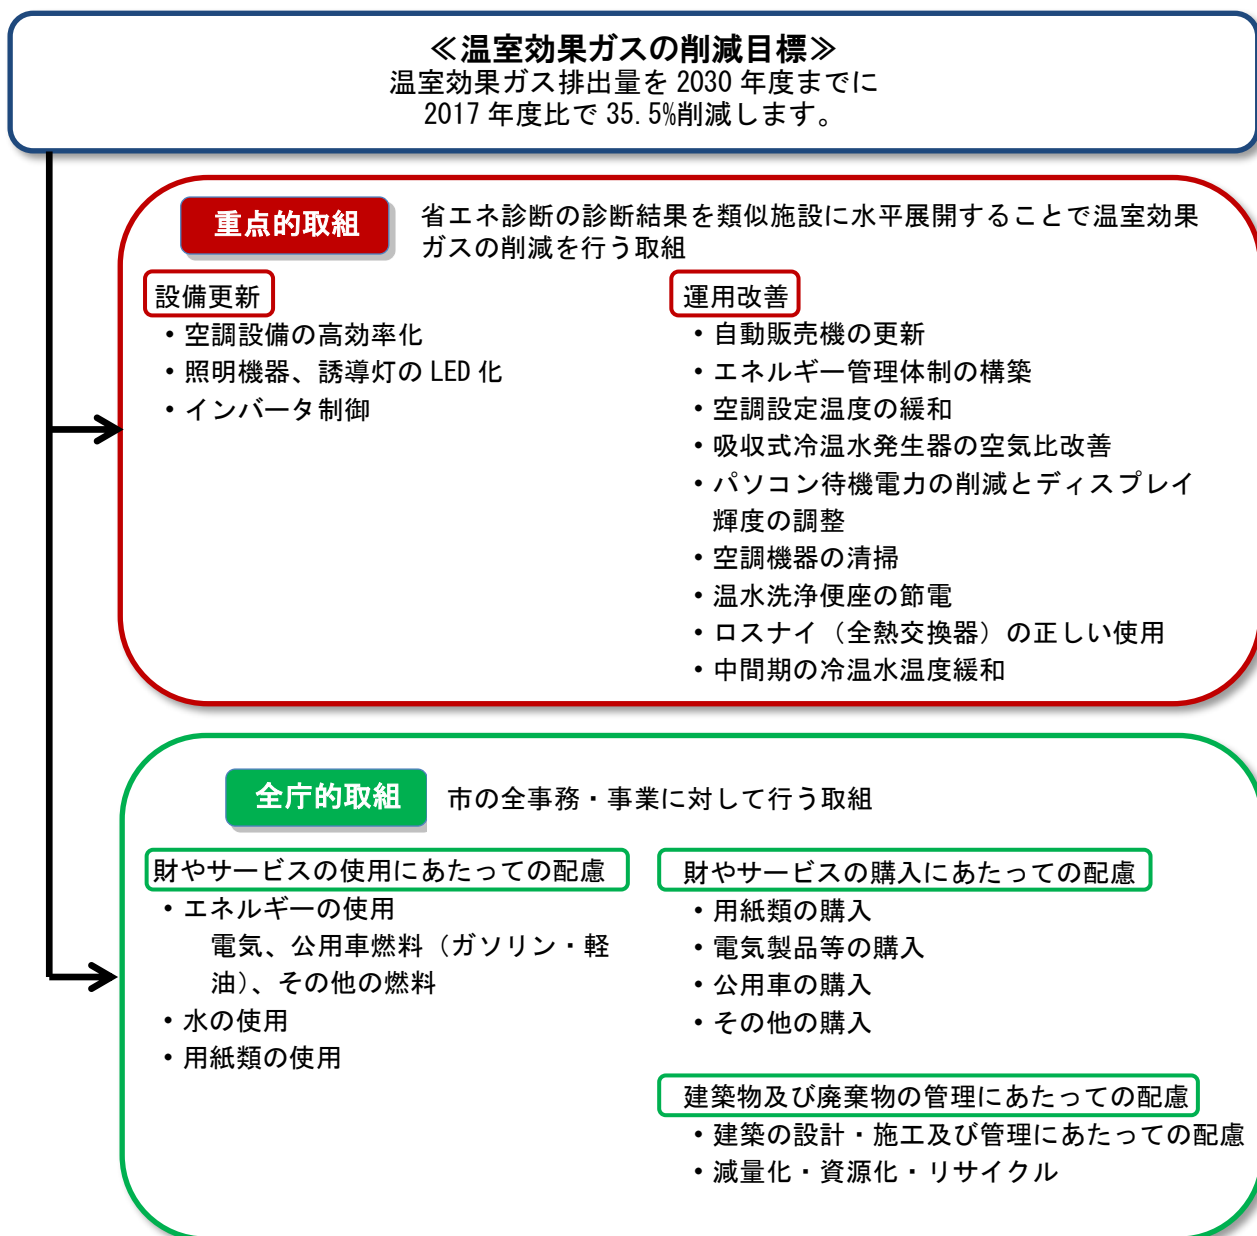 ≪温室効果ガスの削減目標≫
温室効果ガス排出量を 2030 年度までに
2017 年度比で 35.5%削減します。
重点的取組
省エネ診断の診断結果を類似施設に水平展開することで温室効果
ガスの削減を行う取組
設備更新
・空調設備の高効率化
・照明機器、誘導灯の LED 化
・インバータ制御
運用改善
・自動販売機の更新
・エネルギー管理体制の構築
・空調設定温度の緩和
・吸収式冷温水発生器の空気比改善
・パソコン待機電力の削減とディスプレイ
輝度の調整
・空調機器の清掃
・温水洗浄便座の節電
・ロスナイ（全熱交換器）の正しい使用
・中間期の冷温水温度緩和
全庁的取組
市の全事務・事業に対して行う取組
財やサービスの使用にあたっての配慮
・エネルギーの使用
電気、公用車燃料（ガソリン・軽
油）、その他の燃料
・水の使用
・用紙類の使用
財やサービスの購入にあたっての配慮
・用紙類の購入
・電気製品等の購入
・公用車の購入
・その他の購入
建築物及び廃棄物の管理にあたっての配慮
・建築の設計・施工及び管理にあたっての配慮
・減量化・資源化・リサイクル